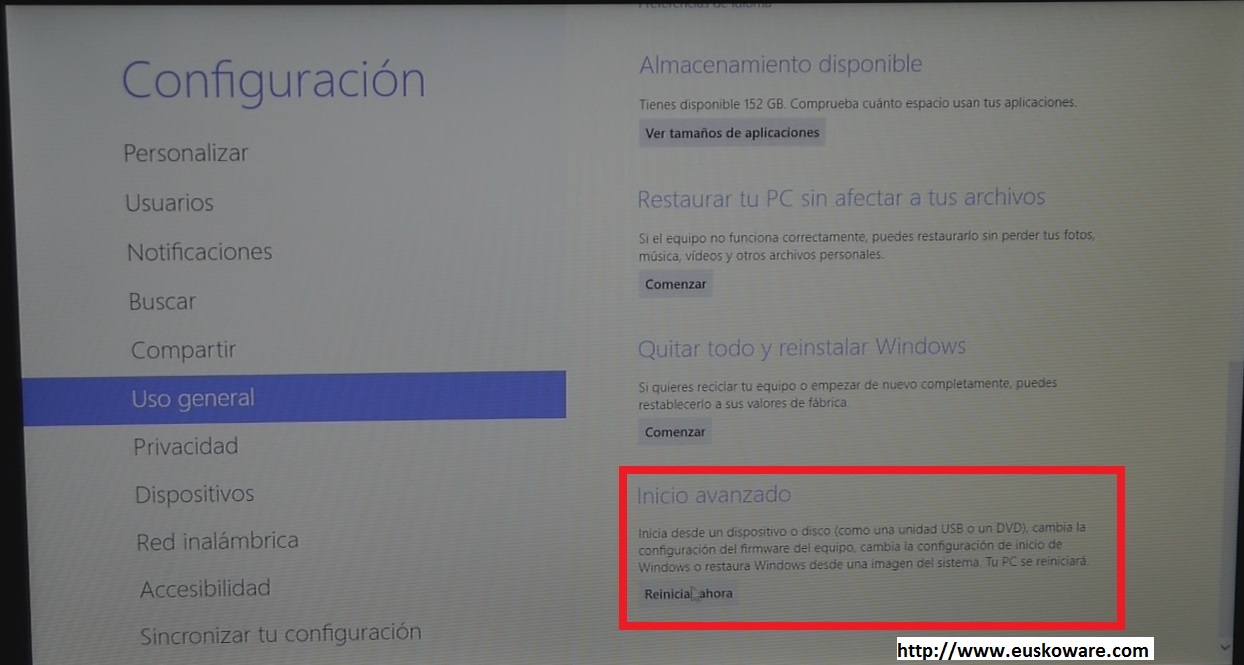 Configuración
Personalizar
Usuarios
Notificaciones
Buscar
Compartir
Uso general
Privacidad
Dispositivos
Red inalámbrica
Accesibilidad
Sincronizar tu configuración
Preferencias de idioma
Almacenamiento disponible
Tienes disponible 152 GB. Comprueba cuánto espacio usan tus aplicaciones.
Ver tamaños de aplicaciones
Restaurar tu PC sin afectar a tus archivos
Si el equipo no funciona correctamente, puedes restaurarlo sin perder tus fotos,
música, vídeos y otros archivos personales.
Comenzar
Quitar todo y reinstalar Windows
Si quieres reciclar tu equipo o empezar de nuevo completamente, puedes
restablecerlo a sus valores de fábrica.
Comenzar
Inicio avanzado
Inicia desde un dispositivo o disco (como una unidad USB o un DVD), cambia la
configuración del firmware del equipo, cambia la configuración de inicio de
Windows o restaura Windows desde una imagen del sistema. Tu PC se reiniciará.
Reiniciar ahora
http://www.euskoware.com